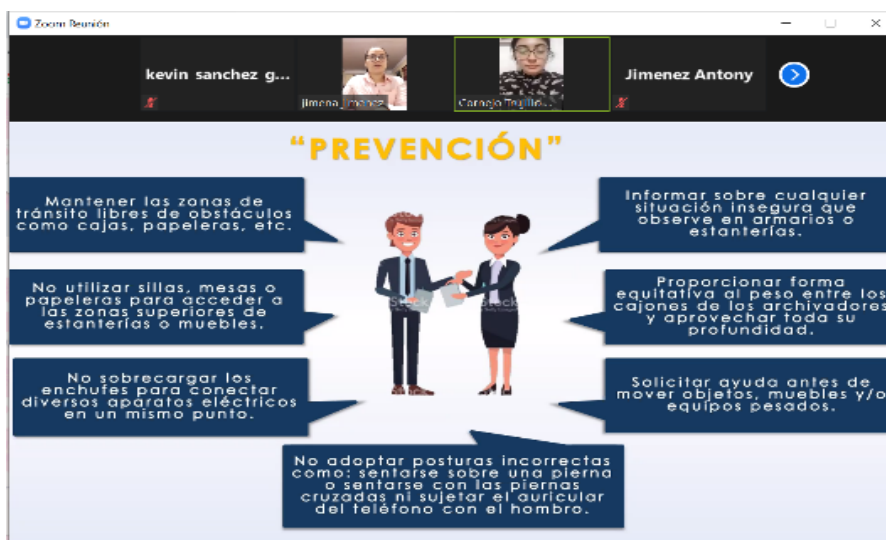 Zoom Reunión
kevin sanchez g...
Jimena Jimenez
Cornejo Trujillo...
Jimenez Antony
“PREVENCIÓN”
Mantener las zonas de
tránsito libres de obstáculos
como cajas, papeleras, etc.
Informar sobre cualquier
situación insegura que
observe en armarios o
estanterías.
No utilizar sillas, mesas o
papeleras para acceder a
las zonas superiores de
estanterías o muebles.
Proporcionar forma
equitativa al peso entre los
cajones de los archivadores
y aprovechar toda su
profundidad.
No sobrecargar los
enchufes para conectar
diversos aparatos eléctricos
en un mismo punto.
Solicitar ayuda antes de
mover objetos, muebles y/o
equipos pesados.
No adoptar posturas incorrectas
como: sentarse sobre una pierna
o sentarse con las piernas
cruzadas ni sujetar el auricular
del teléfono con el hombro.